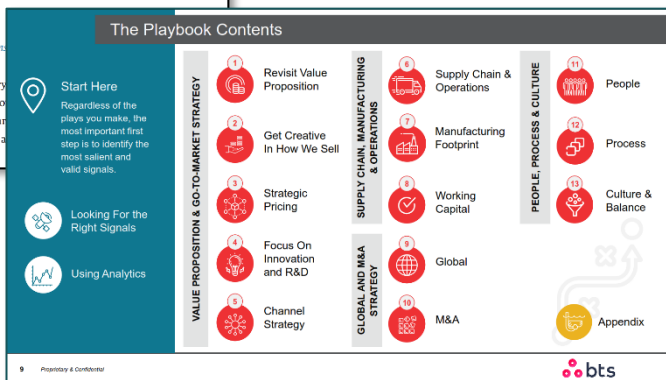 The Playbook Contents
Start Here
Regardless of the
plays you make, the
most important first
step is to identify the
most salient and
valid signals.
Looking For the
Right Signals
Using Analytics
VALUE PROPOSITION & GO-TO-MARKET STRATEGY
1
Revisit Value
Proposition
2
Get Creative
In How We Sell
3
Strategic
Pricing
4
Focus On
Innovation
and R&D
5
Channel
Strategy
SUPPLY CHAIN, MANUFACTURING
& OPERATIONS
6
Supply Chain &
Operations
7
Manufacturing
Footprint
8
Working
Capital
GLOBAL AND M&A
STRATEGY
9
Global
10
M&A
PEOPLE, PROCESS & CULTURE
11
People
12
Process
13
Culture &
Balance
Appendix
9 Proprietary & Confidential
bts